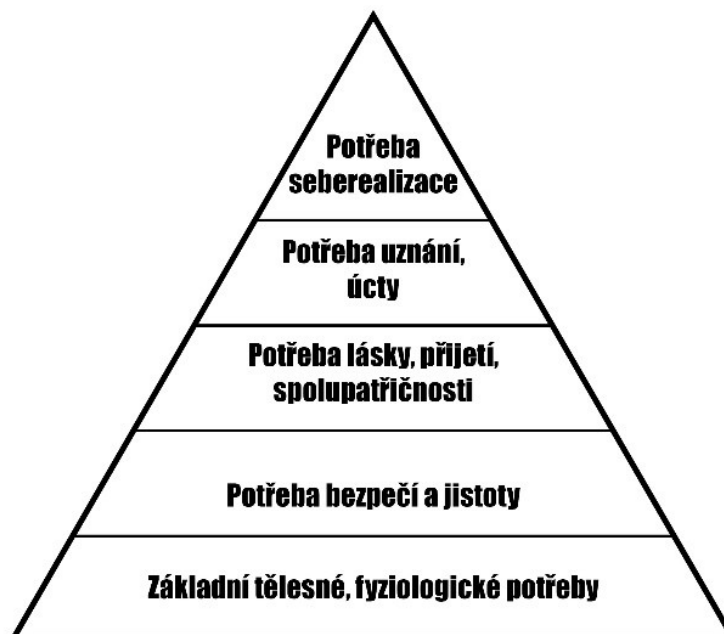 Potřeba
seberealizace
Potřeba uznání,
úcty
Potřeba lásky, přijetí,
spolupatřičnosti
Potřeba bezpečí a jistoty
Základní tělesné, fyziologické potřeby